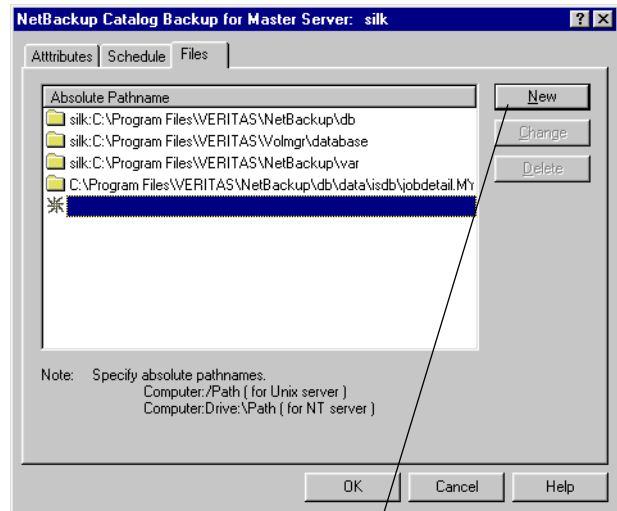 NetBackup Catalog Backup for Master Server: silk
Atttributes Schedule Files
Absolute Pathname
silk:C:\Program Files\VERITAS\NetBackup\db
silk:C:\Program Files\VERITAS\Volmgr\database
silk:C:\Program Files\VERITAS\NetBackup\var
C:\Program Files\VERITAS\NetBackup\db\data\isdb\jobdetail.M'r
New
Change
Delete
Note: Specify absolute pathnames.
Computer:/Path ( for Unix server )
Computer:Drive:\Path ( for NT server )
OK Cancel Help